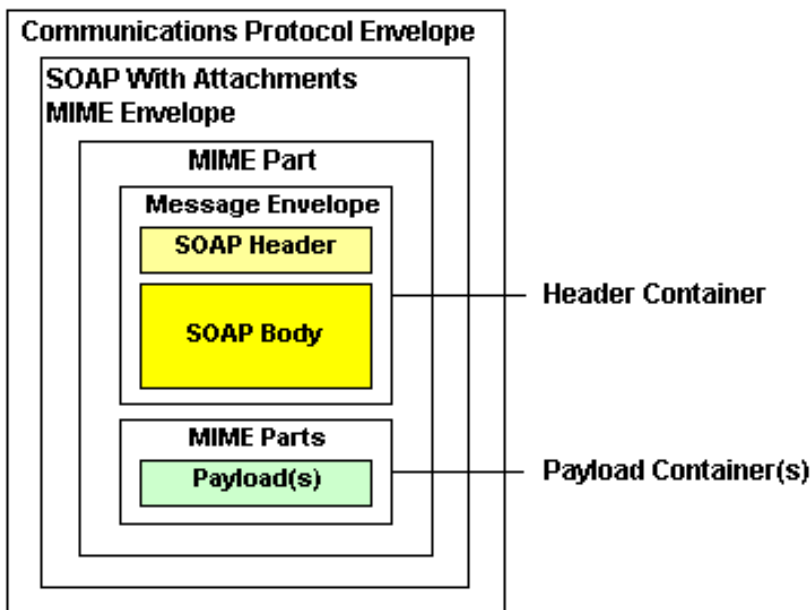 Communications Protocol Envelope
SOAP With Attachments
MIME Envelope
MIME Part
Message Envelope
SOAP Header
SOAP Body
Header Container
MIME Parts
Payload(s)
Payload Container(s)